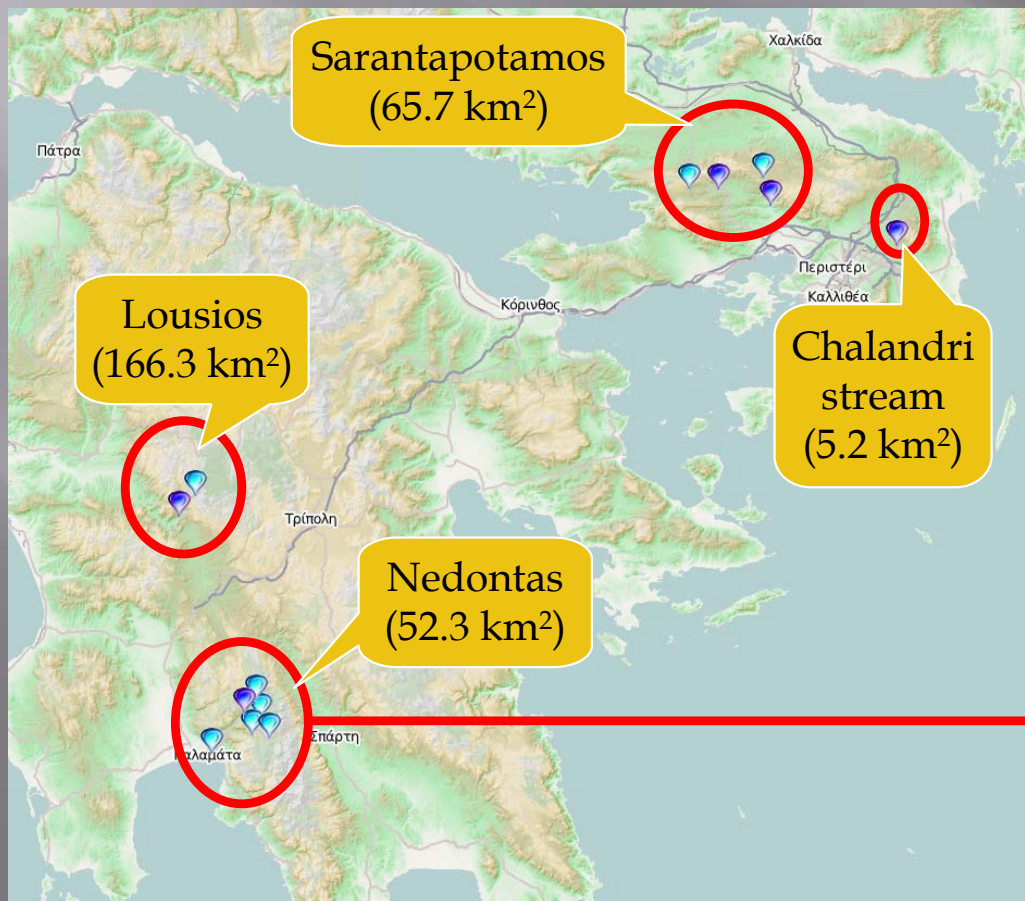 Χαλκίδα
Sarantapotamos
(65.7 km²)
Πάτρα
Περιστέρι
Καλλιθέα
Κόρινθος
Lousios
(166.3 km²)
Chalandri
stream
(5.2 km²)
Τρίπολη
Nedontas
(52.3 km²)
Σπάρτη
Καλαμάτα